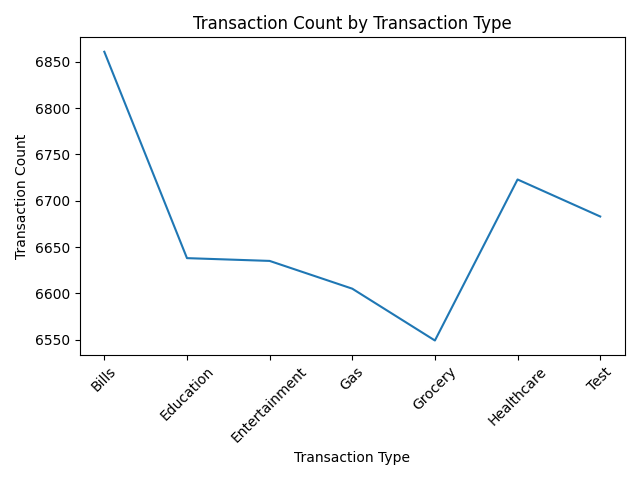 Transaction Count by Transaction Type
Transaction Count
6850
6800
6750
6700
6650
6600
6550
Bills
Education
Entertainment
Gas
Grocery
Healthcare
Test
Transaction Type